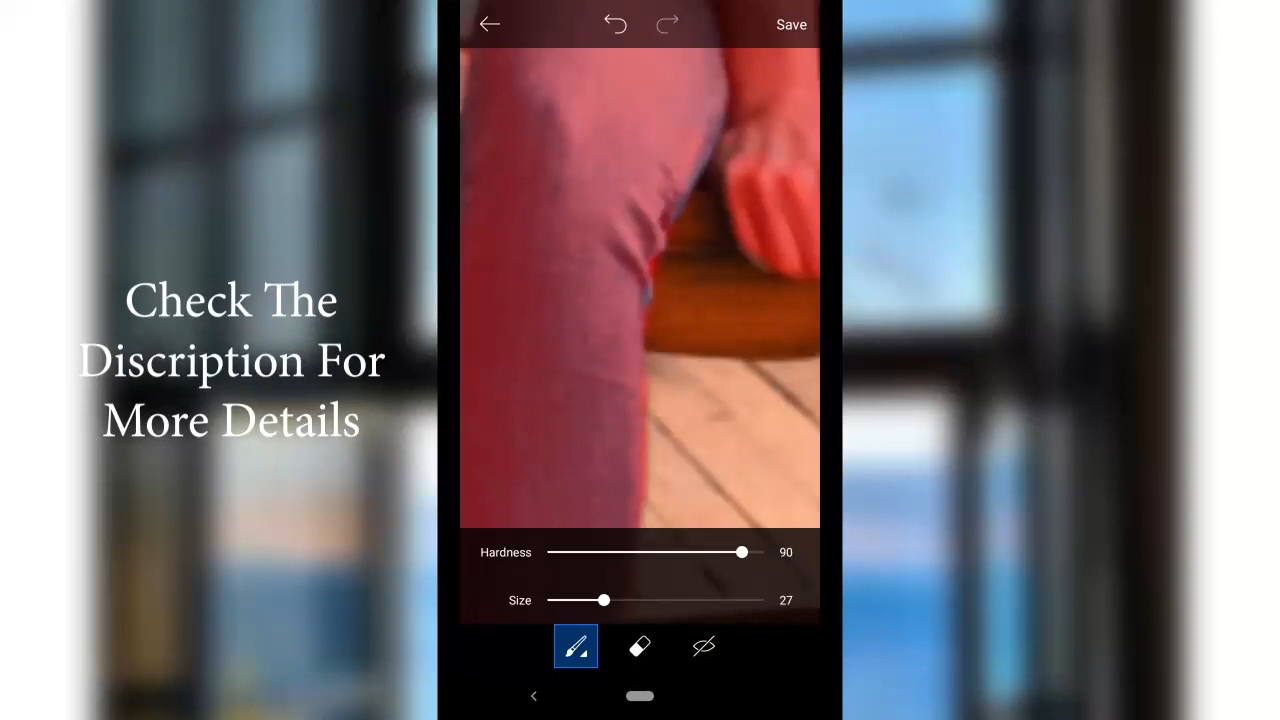 Save
Check The
Discription For
More Details
Hardness 90
Size 27